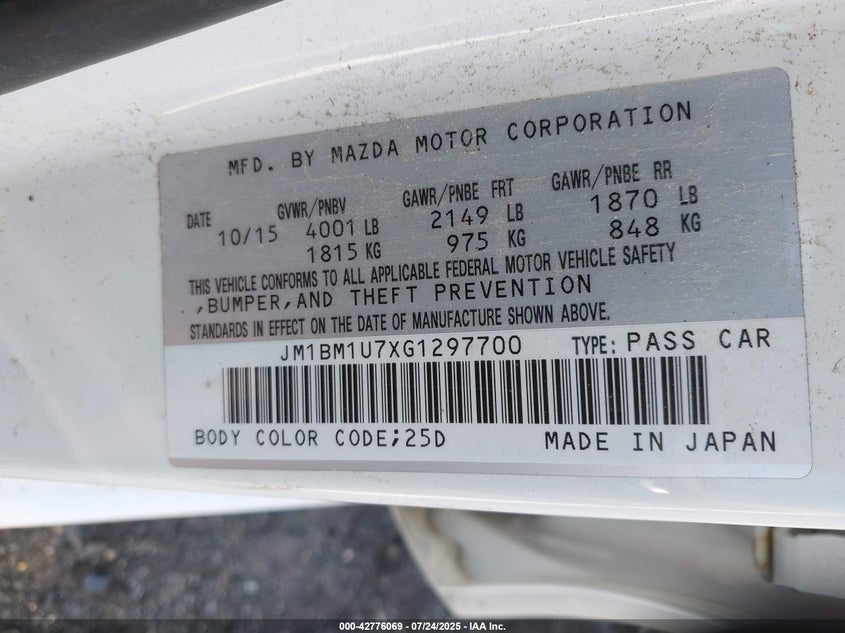 MFD. BY MAZDA MOTOR CORPORATION
DATE GVWR/PNBV GAWR/PNBE FRT GAWR/PNBE RR
10/15 4001 LB 2149 LB 1870 LB
1815 KG 975 KG 848 KG
THIS VEHICLE CONFORMS TO ALL APPLICABLE FEDERAL MOTOR VEHICLE SAFETY
. ,BUMPER,AND THEFT PREVENTION
STANDARDS IN EFFECT ON THE DATE OF MANUFACTURE SHOWN ABOVE.
JM1BM1U7XG1297700 TYPE: PASS CAR
BODY COLOR CODE;25D MADE IN JAPAN
000-42776069 - 07/24/2025 - IAA Inc.